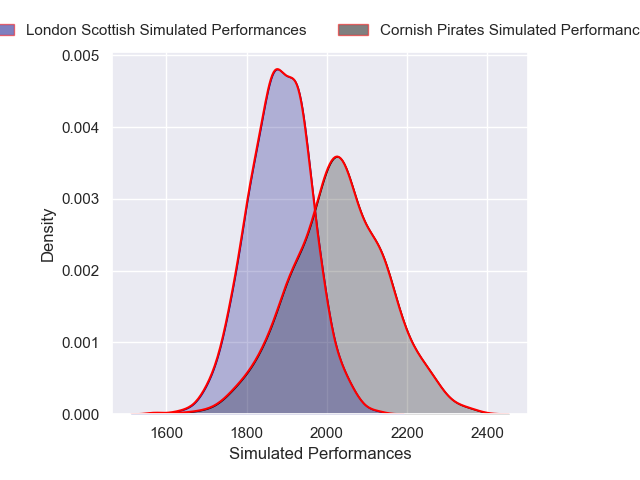 London Scottish Simulated Performances
Cornish Pirates Simulated
0.005
0.004
0.003
0.002
0.001
0.000
Density
1600 1800 2000 2200 2400
Simulated Performances